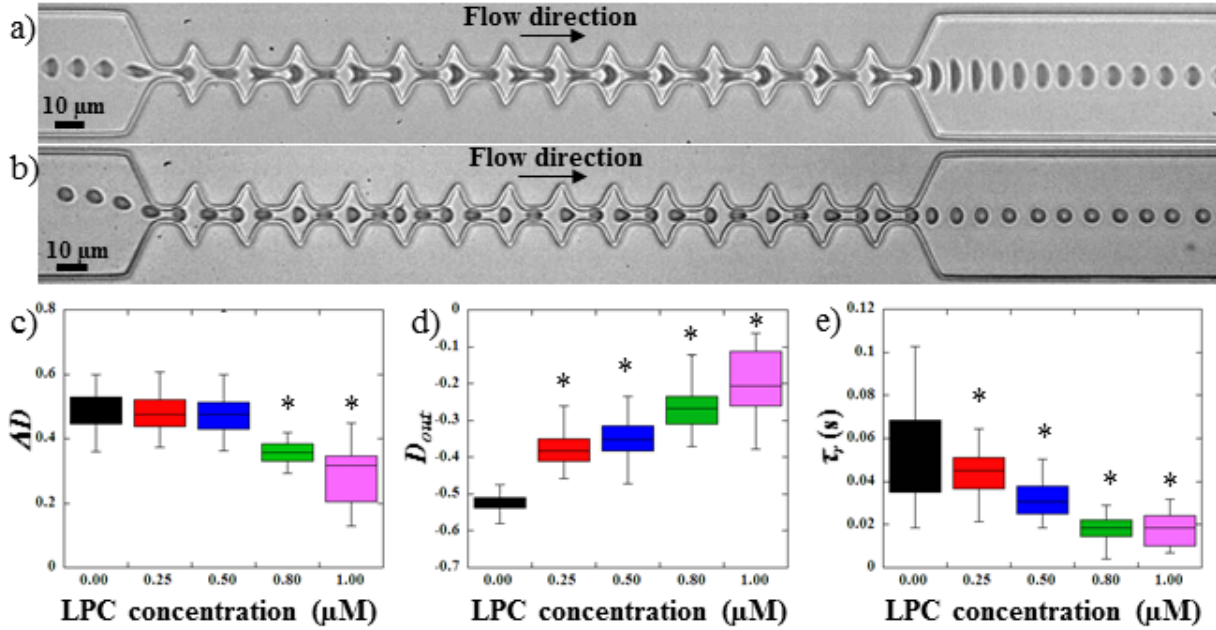 a)
Flow direction
10 μm
b)
Flow direction
10 μm
c)
0.8
0.6
0.4
0.2
0
ΔD
* *
0.00 0.25 0.50 0.80 1.00
LPC concentration (μM)
d)
0
-0.1
-0.2
-0.3
-0.4
-0.5
-0.6
-0.7
D_out
* * * *
0.00 0.25 0.50 0.80 1.00
LPC concentration (μM)
e)
0.12
0.1
0.08
0.06
0.04
0.02
0
τ_r (s)
* * * *
0.00 0.25 0.50 0.80 1.00
LPC concentration (μM)